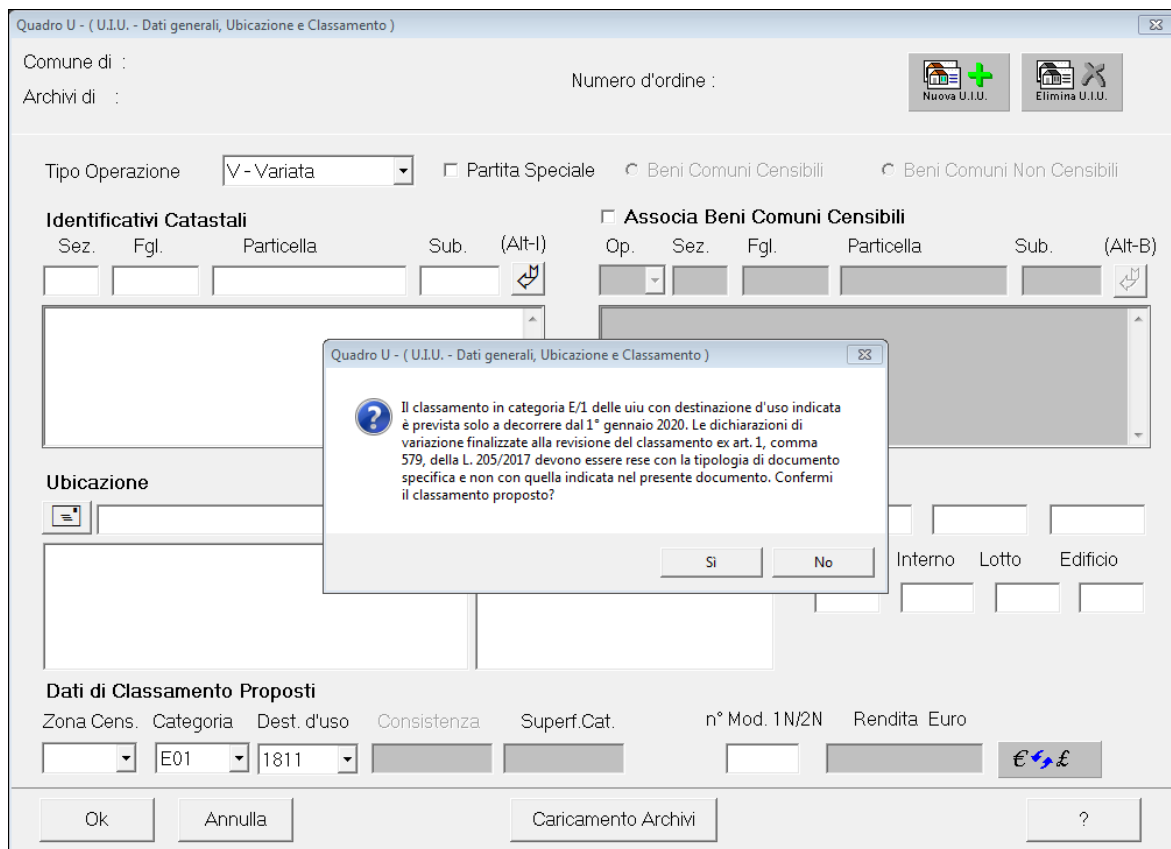 Quadro U - ( U.I.U. - Dati generali, Ubicazione e Classamento )
Comune di :
Archivi di :
Numero d'ordine :
Nuova U.I.U.
Elimina U.I.U.
Tipo Operazione
V - Variata
Partita Speciale
Beni Comuni Censibili
Beni Comuni Non Censibili
Identificativi Catastali
Associa Beni Comuni Censibili
Sez. Fgl. Particella Sub. (Alt-I)
Op. Sez. Fgl. Particella Sub. (Alt-B)
Quadro U - ( U.I.U. - Dati generali, Ubicazione e Classamento )
Il classamento in categoria E/1 delle uiu con destinazione d'uso indicata
è prevista solo a decorrere dal 1° gennaio 2020. Le dichiarazioni di
variazione finalizzate alla revisione del classamento ex art. 1, comma
579, della L. 205/2017 devono essere rese con la tipologia di documento
specifica e non con quella indicata nel presente documento. Confermi
il classamento proposto?
Sì
No
Ubicazione
Interno Lotto Edificio
Dati di Classamento Proposti
Zona Cens. Categoria Dest. d'uso Consistenza Superf.Cat. n° Mod. 1N/2N Rendita Euro
E01 1811
€ £
Ok
Annulla
Caricamento Archivi
?